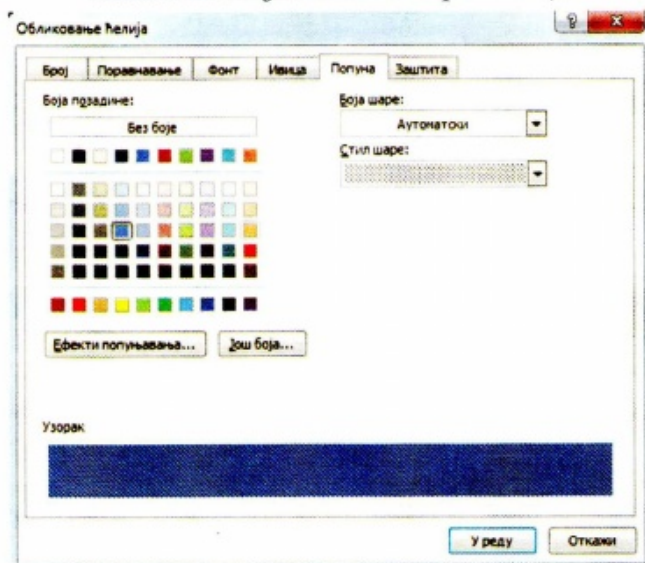 Обликовање ћелија
Број Поравнавање Фонт Ивица Попуна Заштита
Боја позадине:
Без боје
Ефекти попуњавања... Још боја...
Боја шаре:
Аутоматски
Стил шаре:
Узорак
У реду Откажи